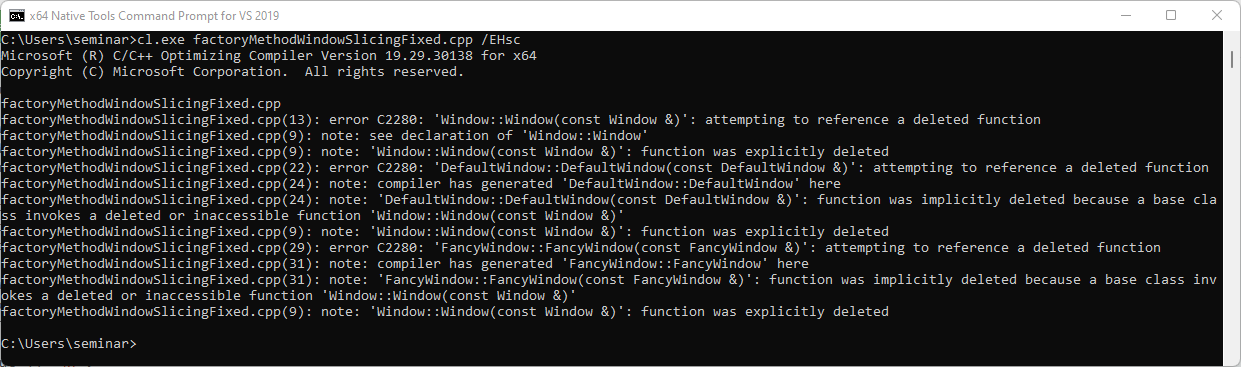 x64 Native Tools Command Prompt for VS 2019
C:\Users\seminar>cl.exe factoryMethodWindowSlicingFixed.cpp /EHsc
Microsoft (R) C/C++ Optimizing Compiler Version 19.29.30138 for x64
Copyright (C) Microsoft Corporation.  All rights reserved.
factoryMethodWindowSlicingFixed.cpp
factoryMethodWindowSlicingFixed.cpp(13): error C2280: 'Window::Window(const Window &)': attempting to reference a deleted function
factoryMethodWindowSlicingFixed.cpp(9): note: see declaration of 'Window::Window'
factoryMethodWindowSlicingFixed.cpp(9): note: 'Window::Window(const Window &)': function was explicitly deleted
factoryMethodWindowSlicingFixed.cpp(22): error C2280: 'DefaultWindow::DefaultWindow(const DefaultWindow &)': attempting to reference a deleted function
factoryMethodWindowSlicingFixed.cpp(24): note: compiler has generated 'DefaultWindow::DefaultWindow' here
factoryMethodWindowSlicingFixed.cpp(24): note: 'DefaultWindow::DefaultWindow(const DefaultWindow &)': function was implicitly deleted because a base cla
ss invokes a deleted or inaccessible function 'Window::Window(const Window &)'
factoryMethodWindowSlicingFixed.cpp(9): note: 'Window::Window(const Window &)': function was explicitly deleted
factoryMethodWindowSlicingFixed.cpp(29): error C2280: 'FancyWindow::FancyWindow(const FancyWindow &)': attempting to reference a deleted function
factoryMethodWindowSlicingFixed.cpp(31): note: compiler has generated 'FancyWindow::FancyWindow' here
factoryMethodWindowSlicingFixed.cpp(31): note: 'FancyWindow::FancyWindow(const FancyWindow &)': function was implicitly deleted because a base class inv
okes a deleted or inaccessible function 'Window::Window(const Window &)'
factoryMethodWindowSlicingFixed.cpp(9): note: 'Window::Window(const Window &)': function was explicitly deleted
C:\Users\seminar>